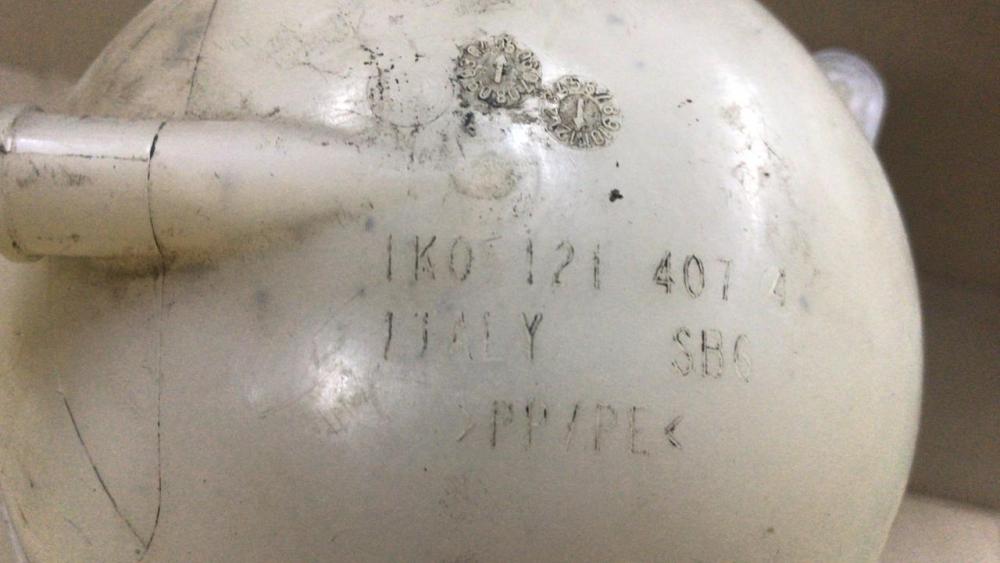 1K0 121 407 A
ITALY SB6
>PP/PE<